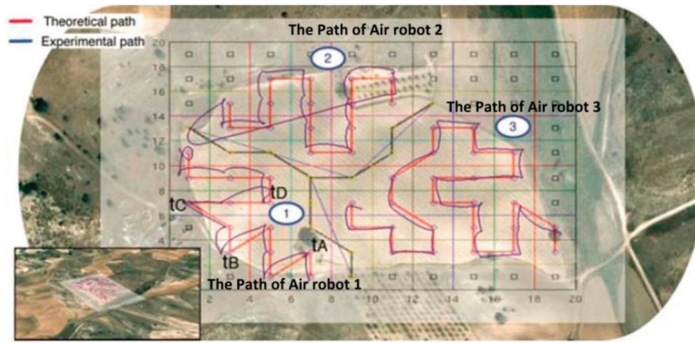 Theoretical path
Experimental path
The Path of Air robot 2
2
The Path of Air robot 3
3
20
18
16
14
12
10
8
6
4
tC
tD
1
tA
tB
The Path of Air robot 1
2 4 6 8 10 12 14 16 18 20